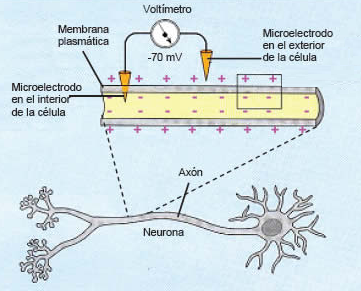 Voltímetro
Membrana
plasmática
-70 mV
Microelectrodo
en el exterior
de la célula
Microelectrodo
en el interior
de la célula
Axón
Neurona